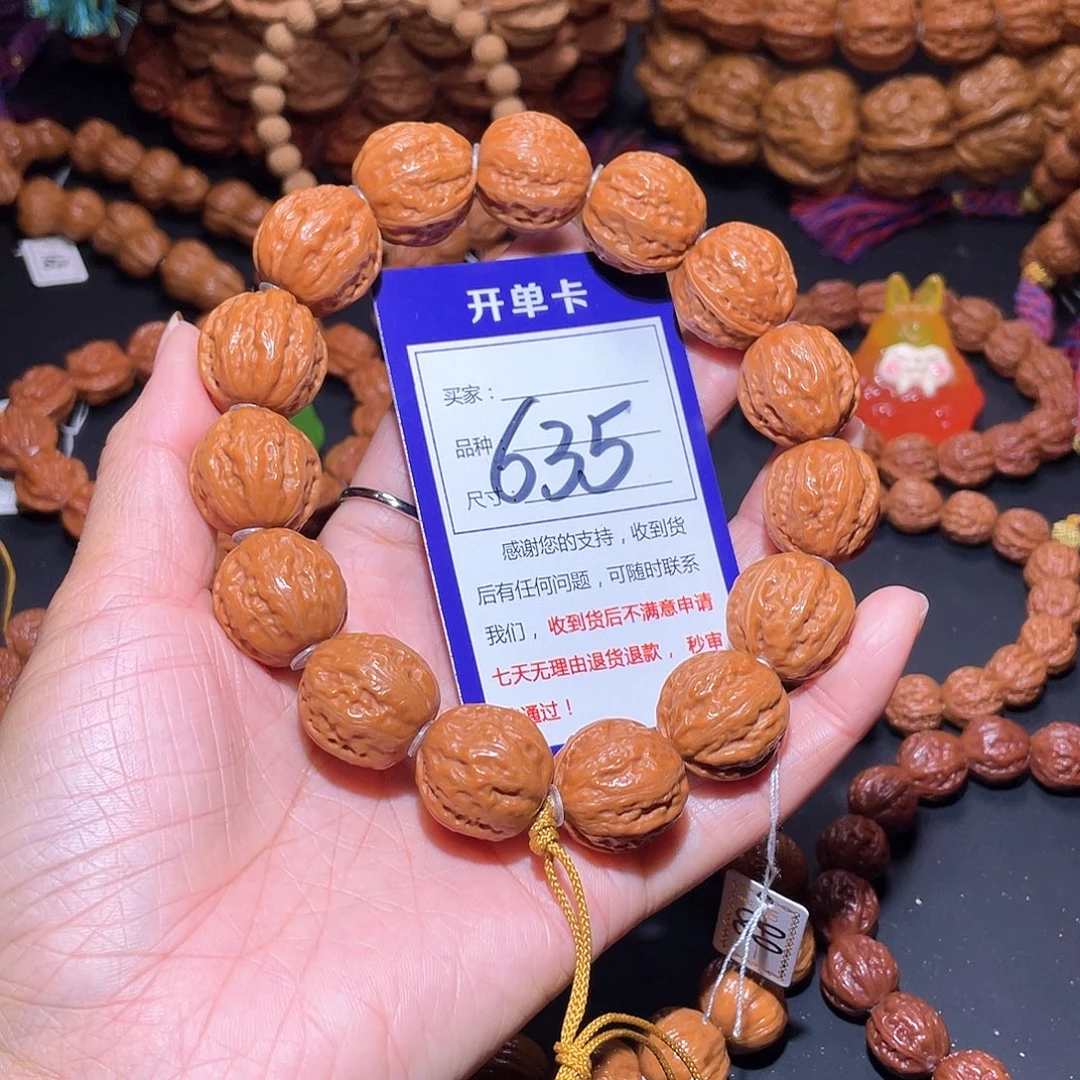 开单卡
买家：
品种
635
尺寸：
感谢您的支持，收到货
后有任何问题，可随时联系
我们，收到货后不满意申请
七天无理由退货退款，秒审
通过！